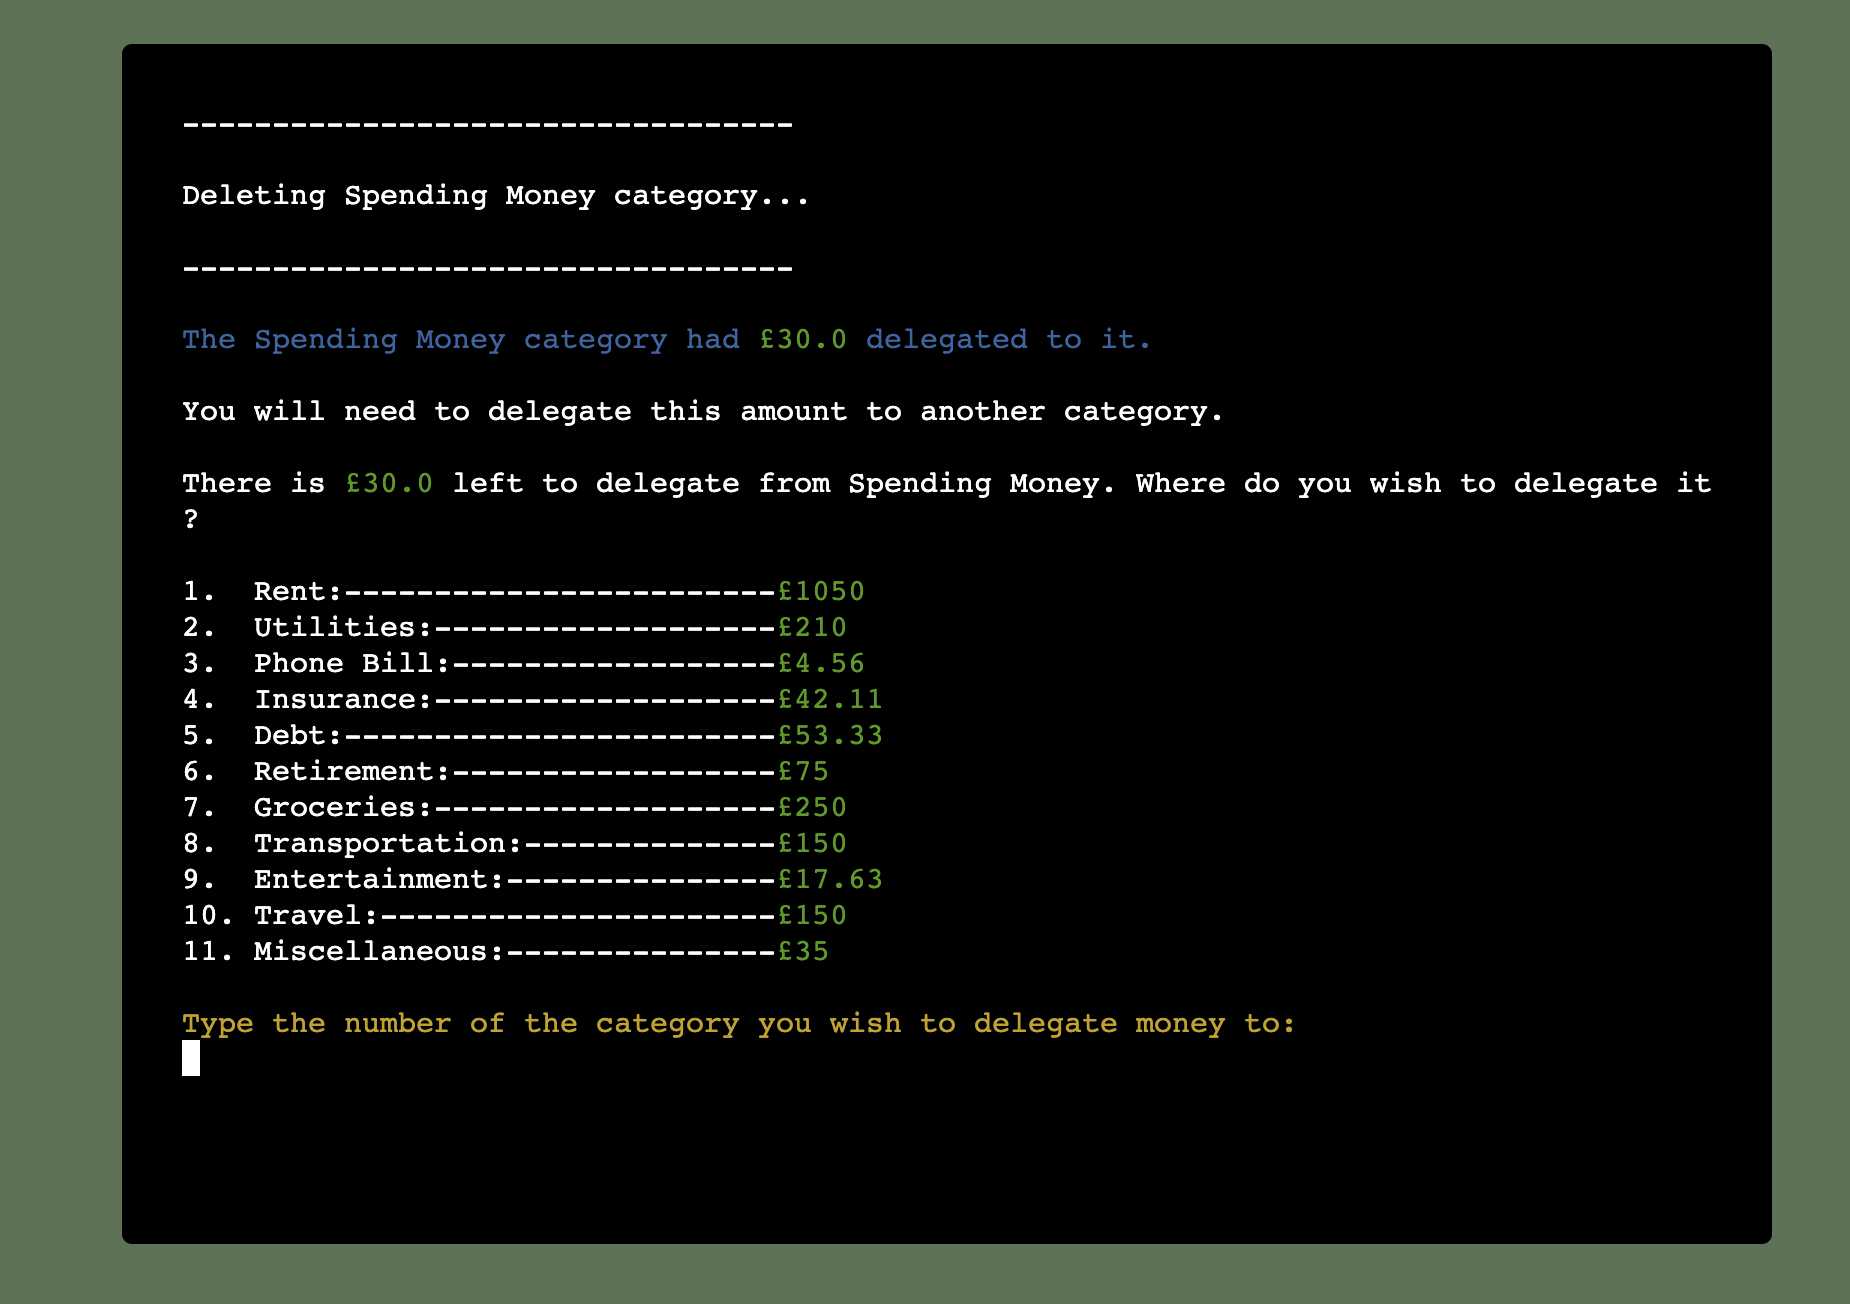 ----------------------------------
Deleting Spending Money category...
----------------------------------
The Spending Money category had £30.0 delegated to it.
You will need to delegate this amount to another category.
There is £30.0 left to delegate from Spending Money. Where do you wish to delegate it
?
1.  Rent:------------------------£1050
2.  Utilities:-------------------£210
3.  Phone Bill:------------------£4.56
4.  Insurance:-------------------£42.11
5.  Debt:------------------------£53.33
6.  Retirement:------------------£75
7.  Groceries:-------------------£250
8.  Transportation:--------------£150
9.  Entertainment:---------------£17.63
10. Travel:----------------------£150
11. Miscellaneous:---------------£35
Type the number of the category you wish to delegate money to: